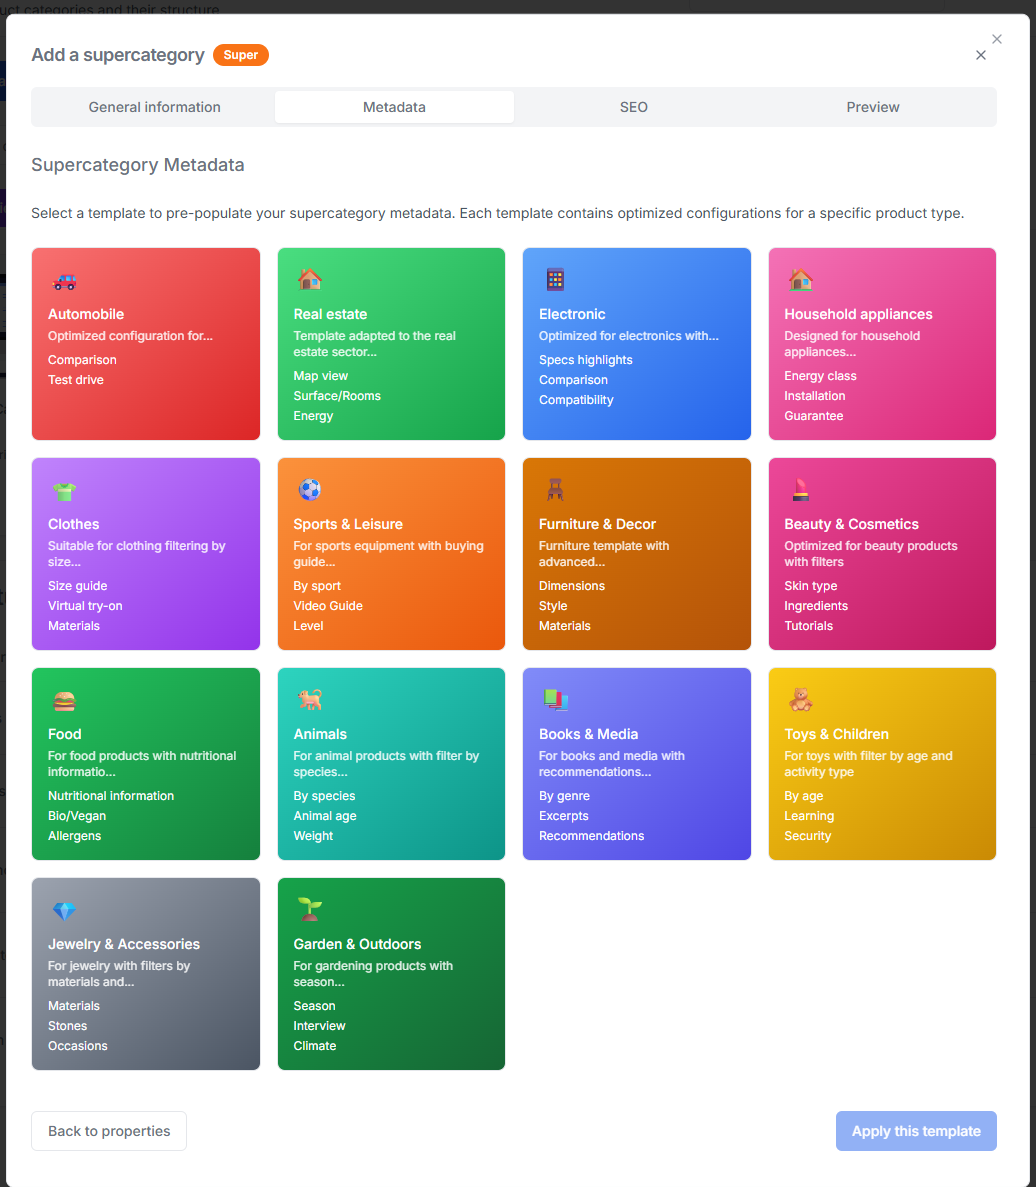 uct categories and their structure.
Add a supercategory Super
General information Metadata SEO Preview
Supercategory Metadata
Select a template to pre-populate your supercategory metadata. Each template contains optimized configurations for a specific product type.
Automobile
Optimized configuration for...
Comparison
Test drive
Real estate
Template adapted to the real
estate sector...
Map view
Surface/Rooms
Energy
Electronic
Optimized for electronics with...
Specs highlights
Comparison
Compatibility
Household appliances
Designed for household
appliances...
Energy class
Installation
Guarantee
Clothes
Suitable for clothing filtering by
size...
Size guide
Virtual try-on
Materials
Sports & Leisure
For sports equipment with buying
guide...
By sport
Video Guide
Level
Furniture & Decor
Furniture template with
advanced...
Dimensions
Style
Materials
Beauty & Cosmetics
Optimized for beauty products
with filters
Skin type
Ingredients
Tutorials
Food
For food products with nutritional
informatio...
Nutritional information
Bio/Vegan
Allergens
Animals
For animal products with filter by
species...
By species
Animal age
Weight
Books & Media
For books and media with
recommendations...
By genre
Excerpts
Recommendations
Toys & Children
For toys with filter by age and
activity type
By age
Learning
Security
Jewelry & Accessories
For jewelry with filters by
materials and...
Materials
Stones
Occasions
Garden & Outdoors
For gardening products with
season...
Season
Interview
Climate
Back to properties
Apply this template